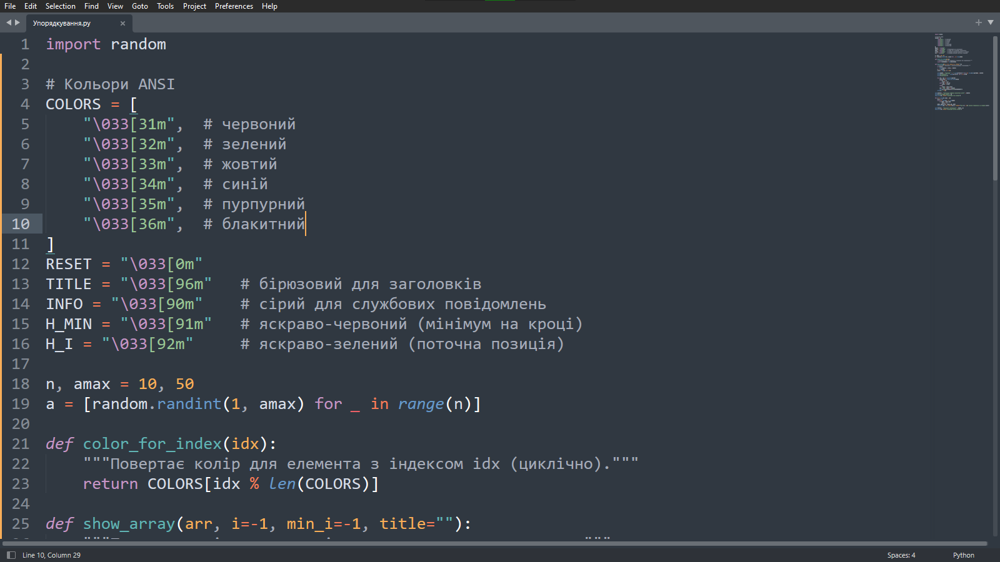 File Edit Selection Find View Goto Tools Project Preferences Help
Упорядкування.py
1 import random
2
3 # Кольори ANSI
4 COLORS = [
5     "\033[31m",  # червоний
6     "\033[32m",  # зелений
7     "\033[33m",  # жовтий
8     "\033[34m",  # синій
9     "\033[35m",  # пурпурний
10     "\033[36m",  # блакитний
11 ]
12 RESET = "\033[0m"
13 TITLE = "\033[96m"   # бірюзовий для заголовків
14 INFO = "\033[90m"    # сірий для службових повідомлень
15 H_MIN = "\033[91m"   # яскраво-червоний (мінімум на кроці)
16 H_I = "\033[92m"     # яскраво-зелений (поточна позиція)
17
18 n, amax = 10, 50
19 a = [random.randint(1, amax) for _ in range(n)]
20
21 def color_for_index(idx):
22     """Повертає колір для елемента з індексом idx (циклічно)."""
23     return COLORS[idx % len(COLORS)]
24
25 def show_array(arr, i=-1, min_i=-1, title=""):
Line 10, Column 29
Spaces: 4
Python